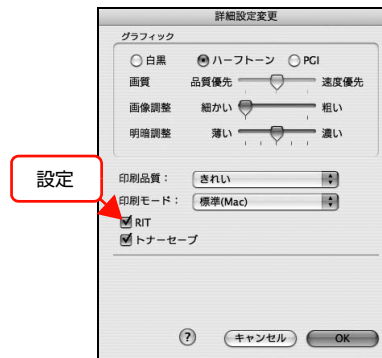 詳細設定変更
グラフィック
白黒 ハーフトーン PGI
画質 品質優先 速度優先
画像調整 細かい 粗い
明暗調整 薄い 濃い
設定
印刷品質： きれい
印刷モード： 標準(Mac)
RIT
トナーセーブ
? キャンセル OK